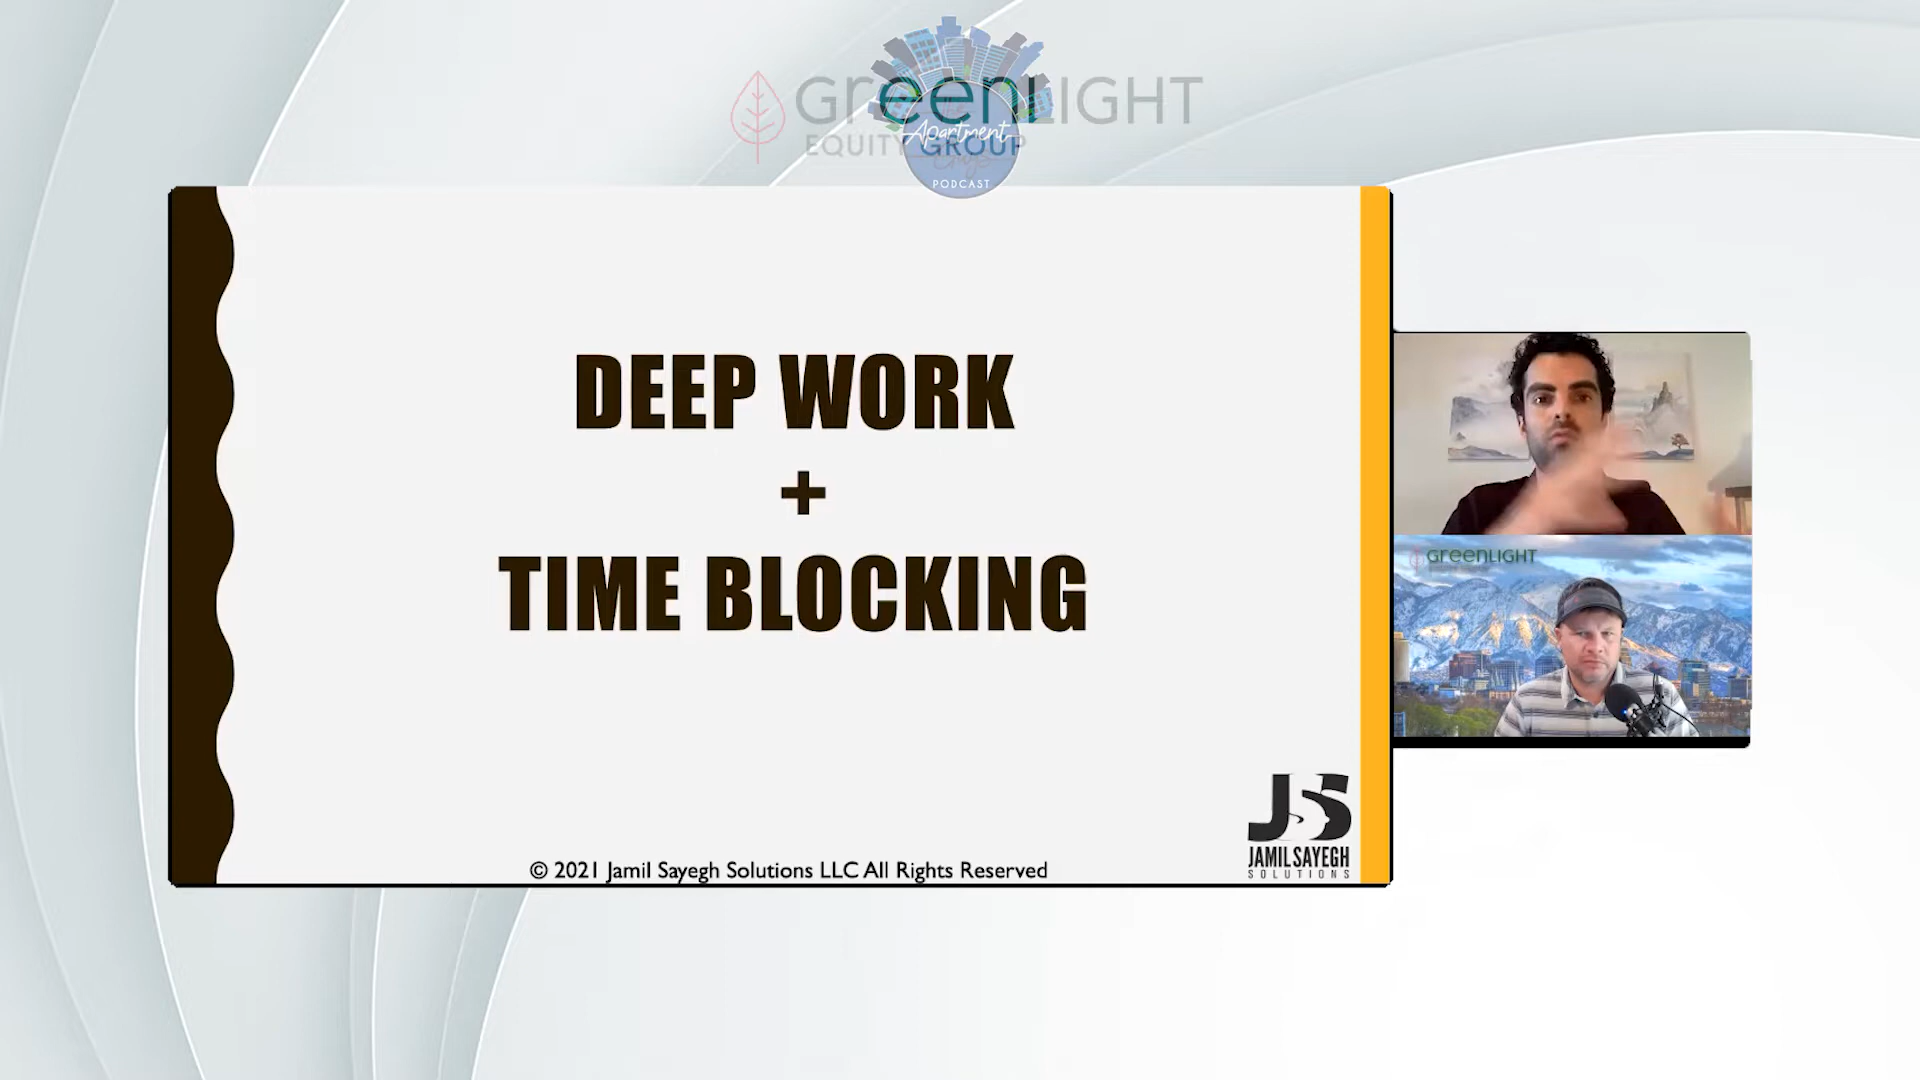 GreenLIGHT
EQUITY GROUP
Apartment
PODCAST
DEEP WORK
+
TIME BLOCKING
GreenLIGHT
JS
JAMIL SAYEGH
SOLUTIONS
© 2021 Jamil Sayegh Solutions LLC All Rights Reserved